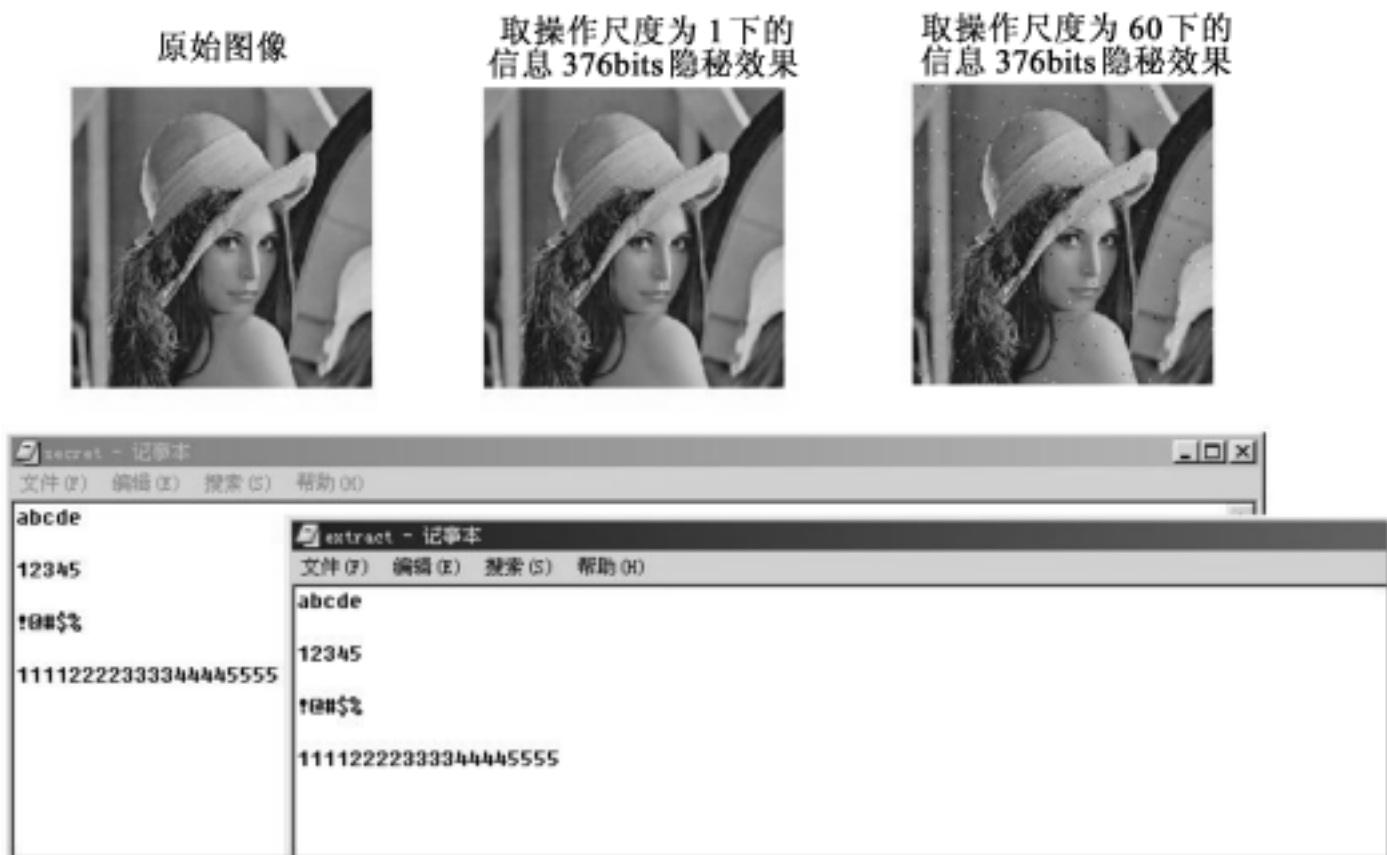 原始图像
取操作尺度为 1 下的
信息 376bits 隐秘效果
取操作尺度为 60 下的
信息 376bits 隐秘效果
secret - 记事本
文件(F) 编辑(E) 搜索(S) 帮助(H)
abcde
12345
!@#$%
11112222333344445555
extract - 记事本
文件(F) 编辑(E) 搜索(S) 帮助(H)
abcde
12345
!@#$%
11112222333344445555